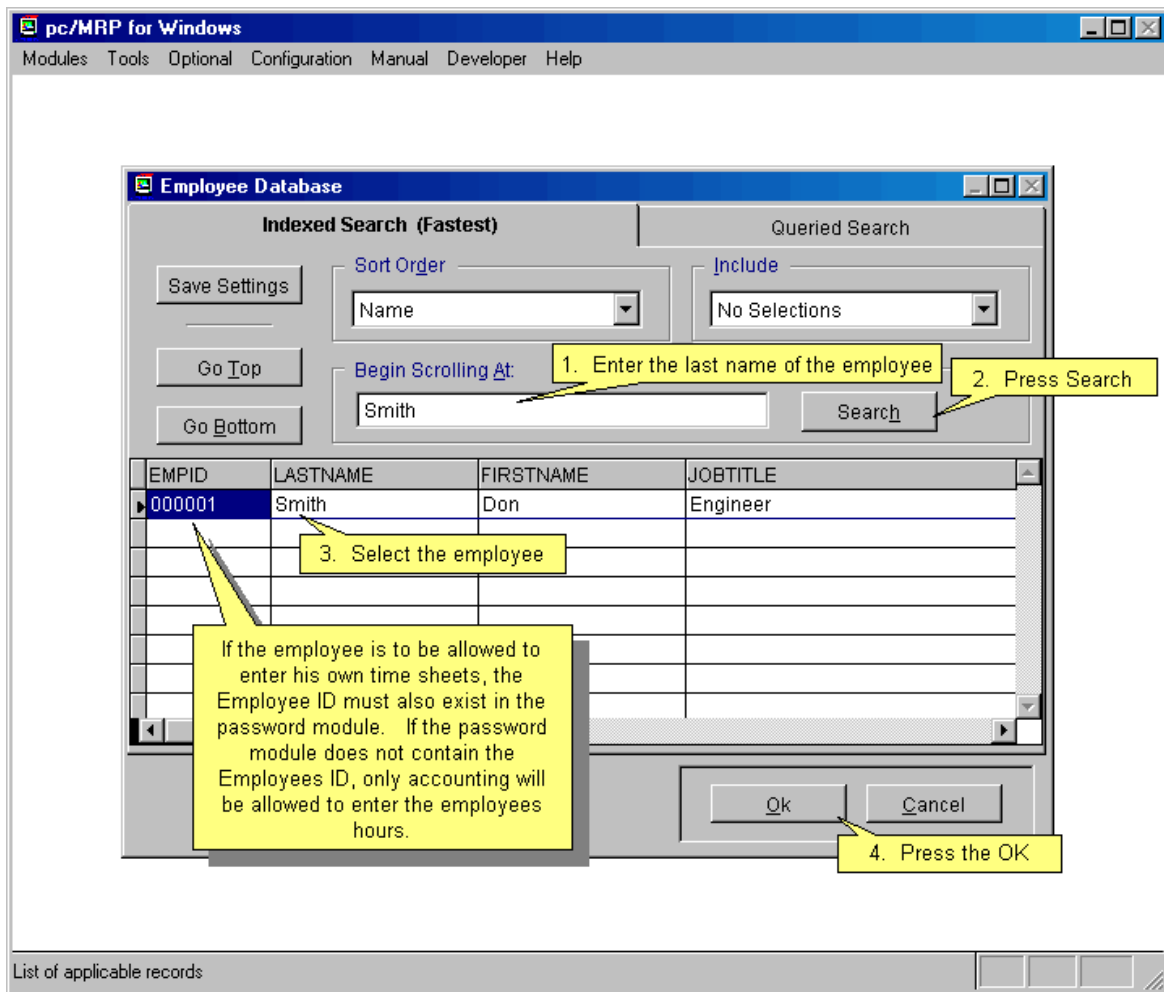 pc/MRP for Windows
Modules Tools Optional Configuration Manual Developer Help
Employee Database
Indexed Search (Fastest)
Queried Search
Save Settings
Sort Order
Name
Include
No Selections
Go Top
Begin Scrolling At:
1. Enter the last name of the employee
2. Press Search
Smith
Search
Go Bottom
EMPID LASTNAME FIRSTNAME JOBTITLE
000001 Smith Don Engineer
3. Select the employee
If the employee is to be allowed to
enter his own time sheets, the
Employee ID must also exist in the
password module. If the password
module does not contain the
Employees ID, only accounting will
be allowed to enter the employees
hours.
Ok
Cancel
4. Press the OK
List of applicable records